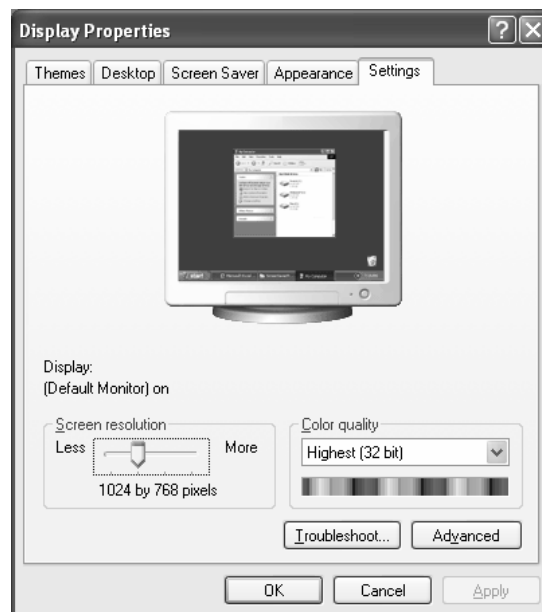 Display Properties
Themes Desktop Screen Saver Appearance Settings
start
Display:
(Default Monitor) on
Screen resolution
Less More
1024 by 768 pixels
Color quality
Highest (32 bit)
Troubleshoot... Advanced
OK Cancel Apply